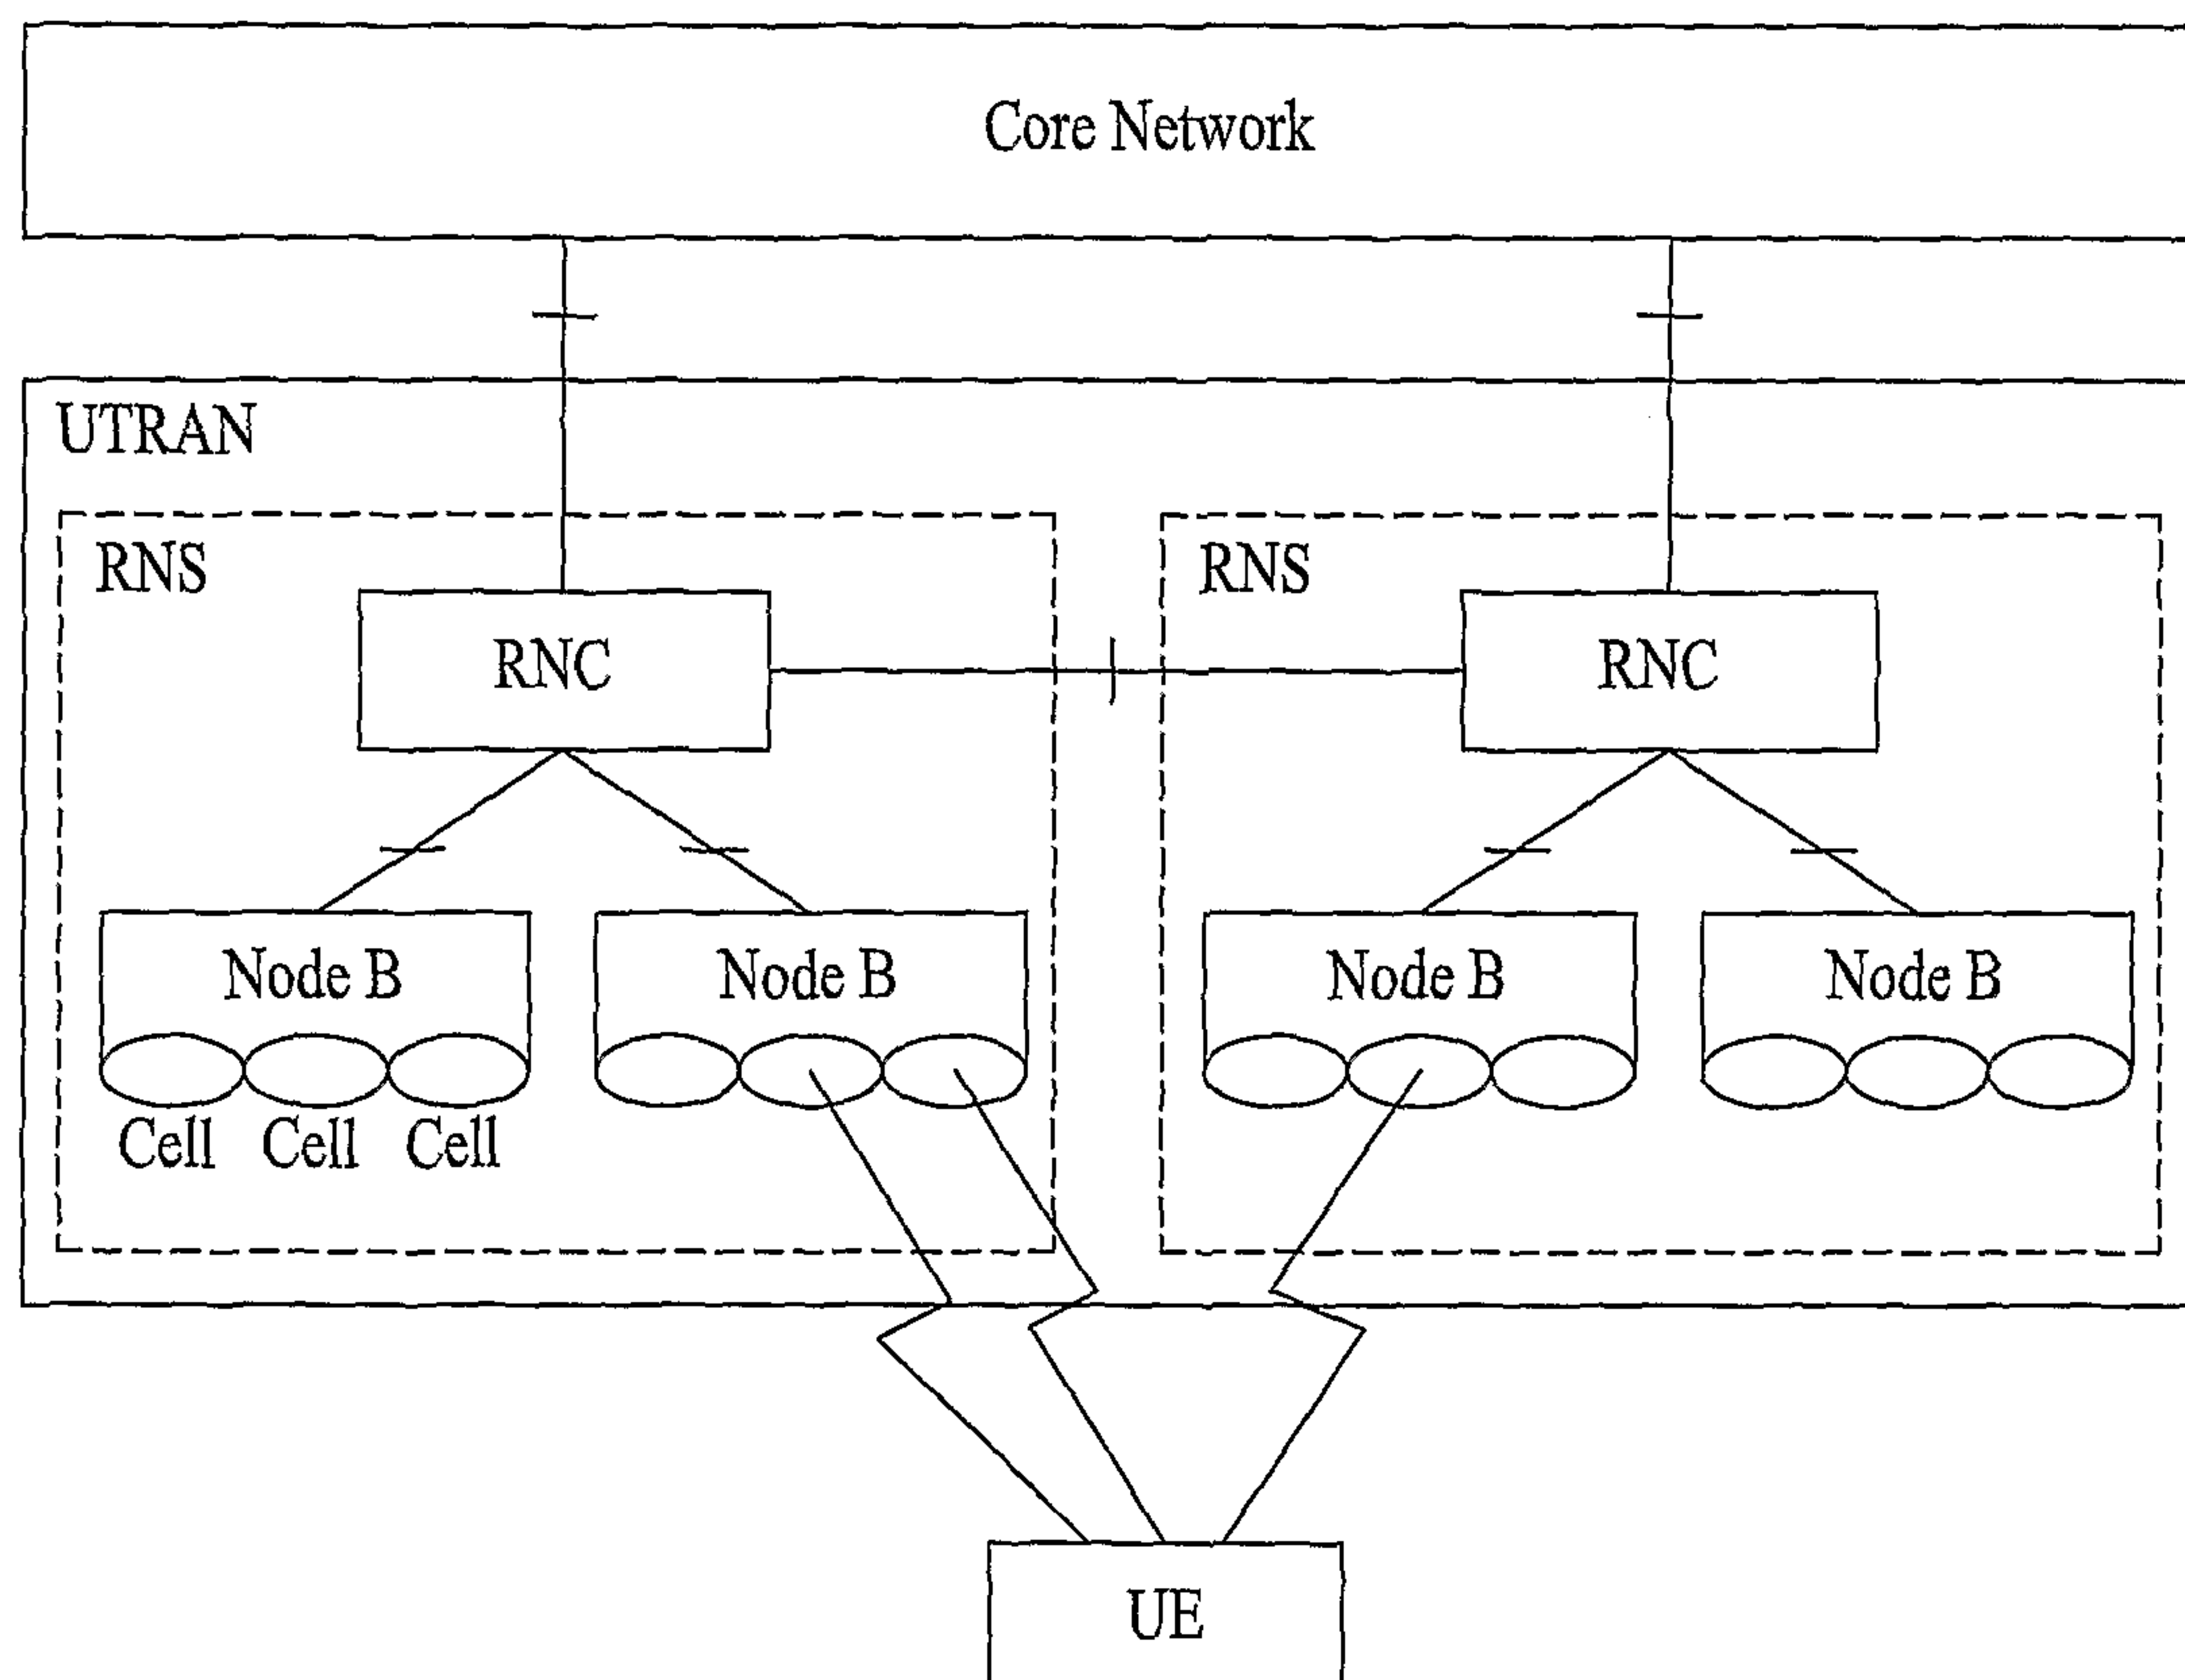 Core Network
UTRAN
RNS
RNS
RNC
RNC
Node B
Node B
Node B
Node B
Cell Cell Cell
UE